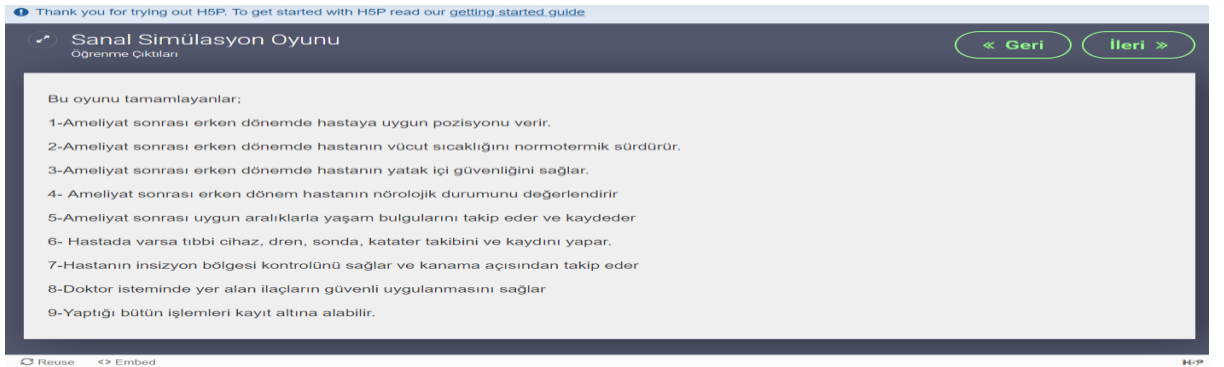 Thank you for trying out H5P. To get started with H5P read our getting started guide
Sanal Simülasyon Oyunu
Öğrenme Çıktıları
« Geri
İleri »
Bu oyunu tamamlayanlar;
1-Ameliyat sonrası erken dönemde hastaya uygun pozisyonu verir.
2-Ameliyat sonrası erken dönemde hastanın vücut sıcaklığını normotermik sürdürür.
3-Ameliyat sonrası erken dönemde hastanın yatak içi güvenliğini sağlar.
4- Ameliyat sonrası erken dönem hastanın nörolojik durumunu değerlendirir
5-Ameliyat sonrası uygun aralıklarla yaşam bulgularını takip eder ve kaydeder
6- Hastada varsa tıbbi cihaz, dren, sonda, katater takibini ve kaydını yapar.
7-Hastanın insizyon bölgesi kontrolünü sağlar ve kanama açısından takip eder
8-Doktor isteminde yer alan ilaçların güvenli uygulanmasını sağlar
9-Yaptığı bütün işlemleri kayıt altına alabilir.
Reuse <> Embed
H5P